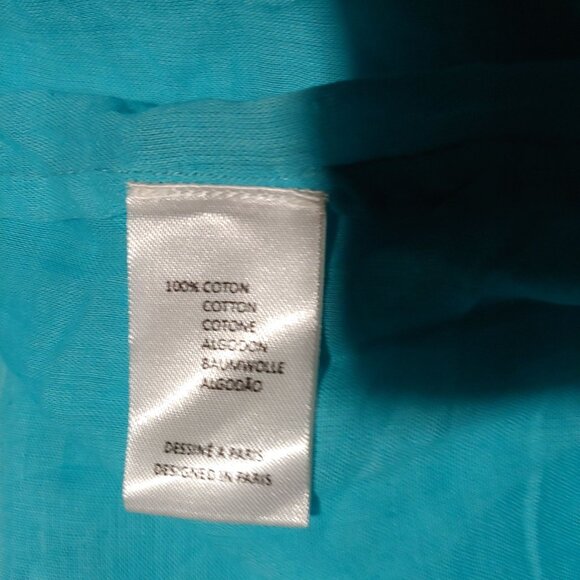 100% COTON
COTTON
COTONE
ALGODON
BAUMWOLLE
ALGODÃO
DESSINÉ A PARIS
DESIGNED IN PARIS